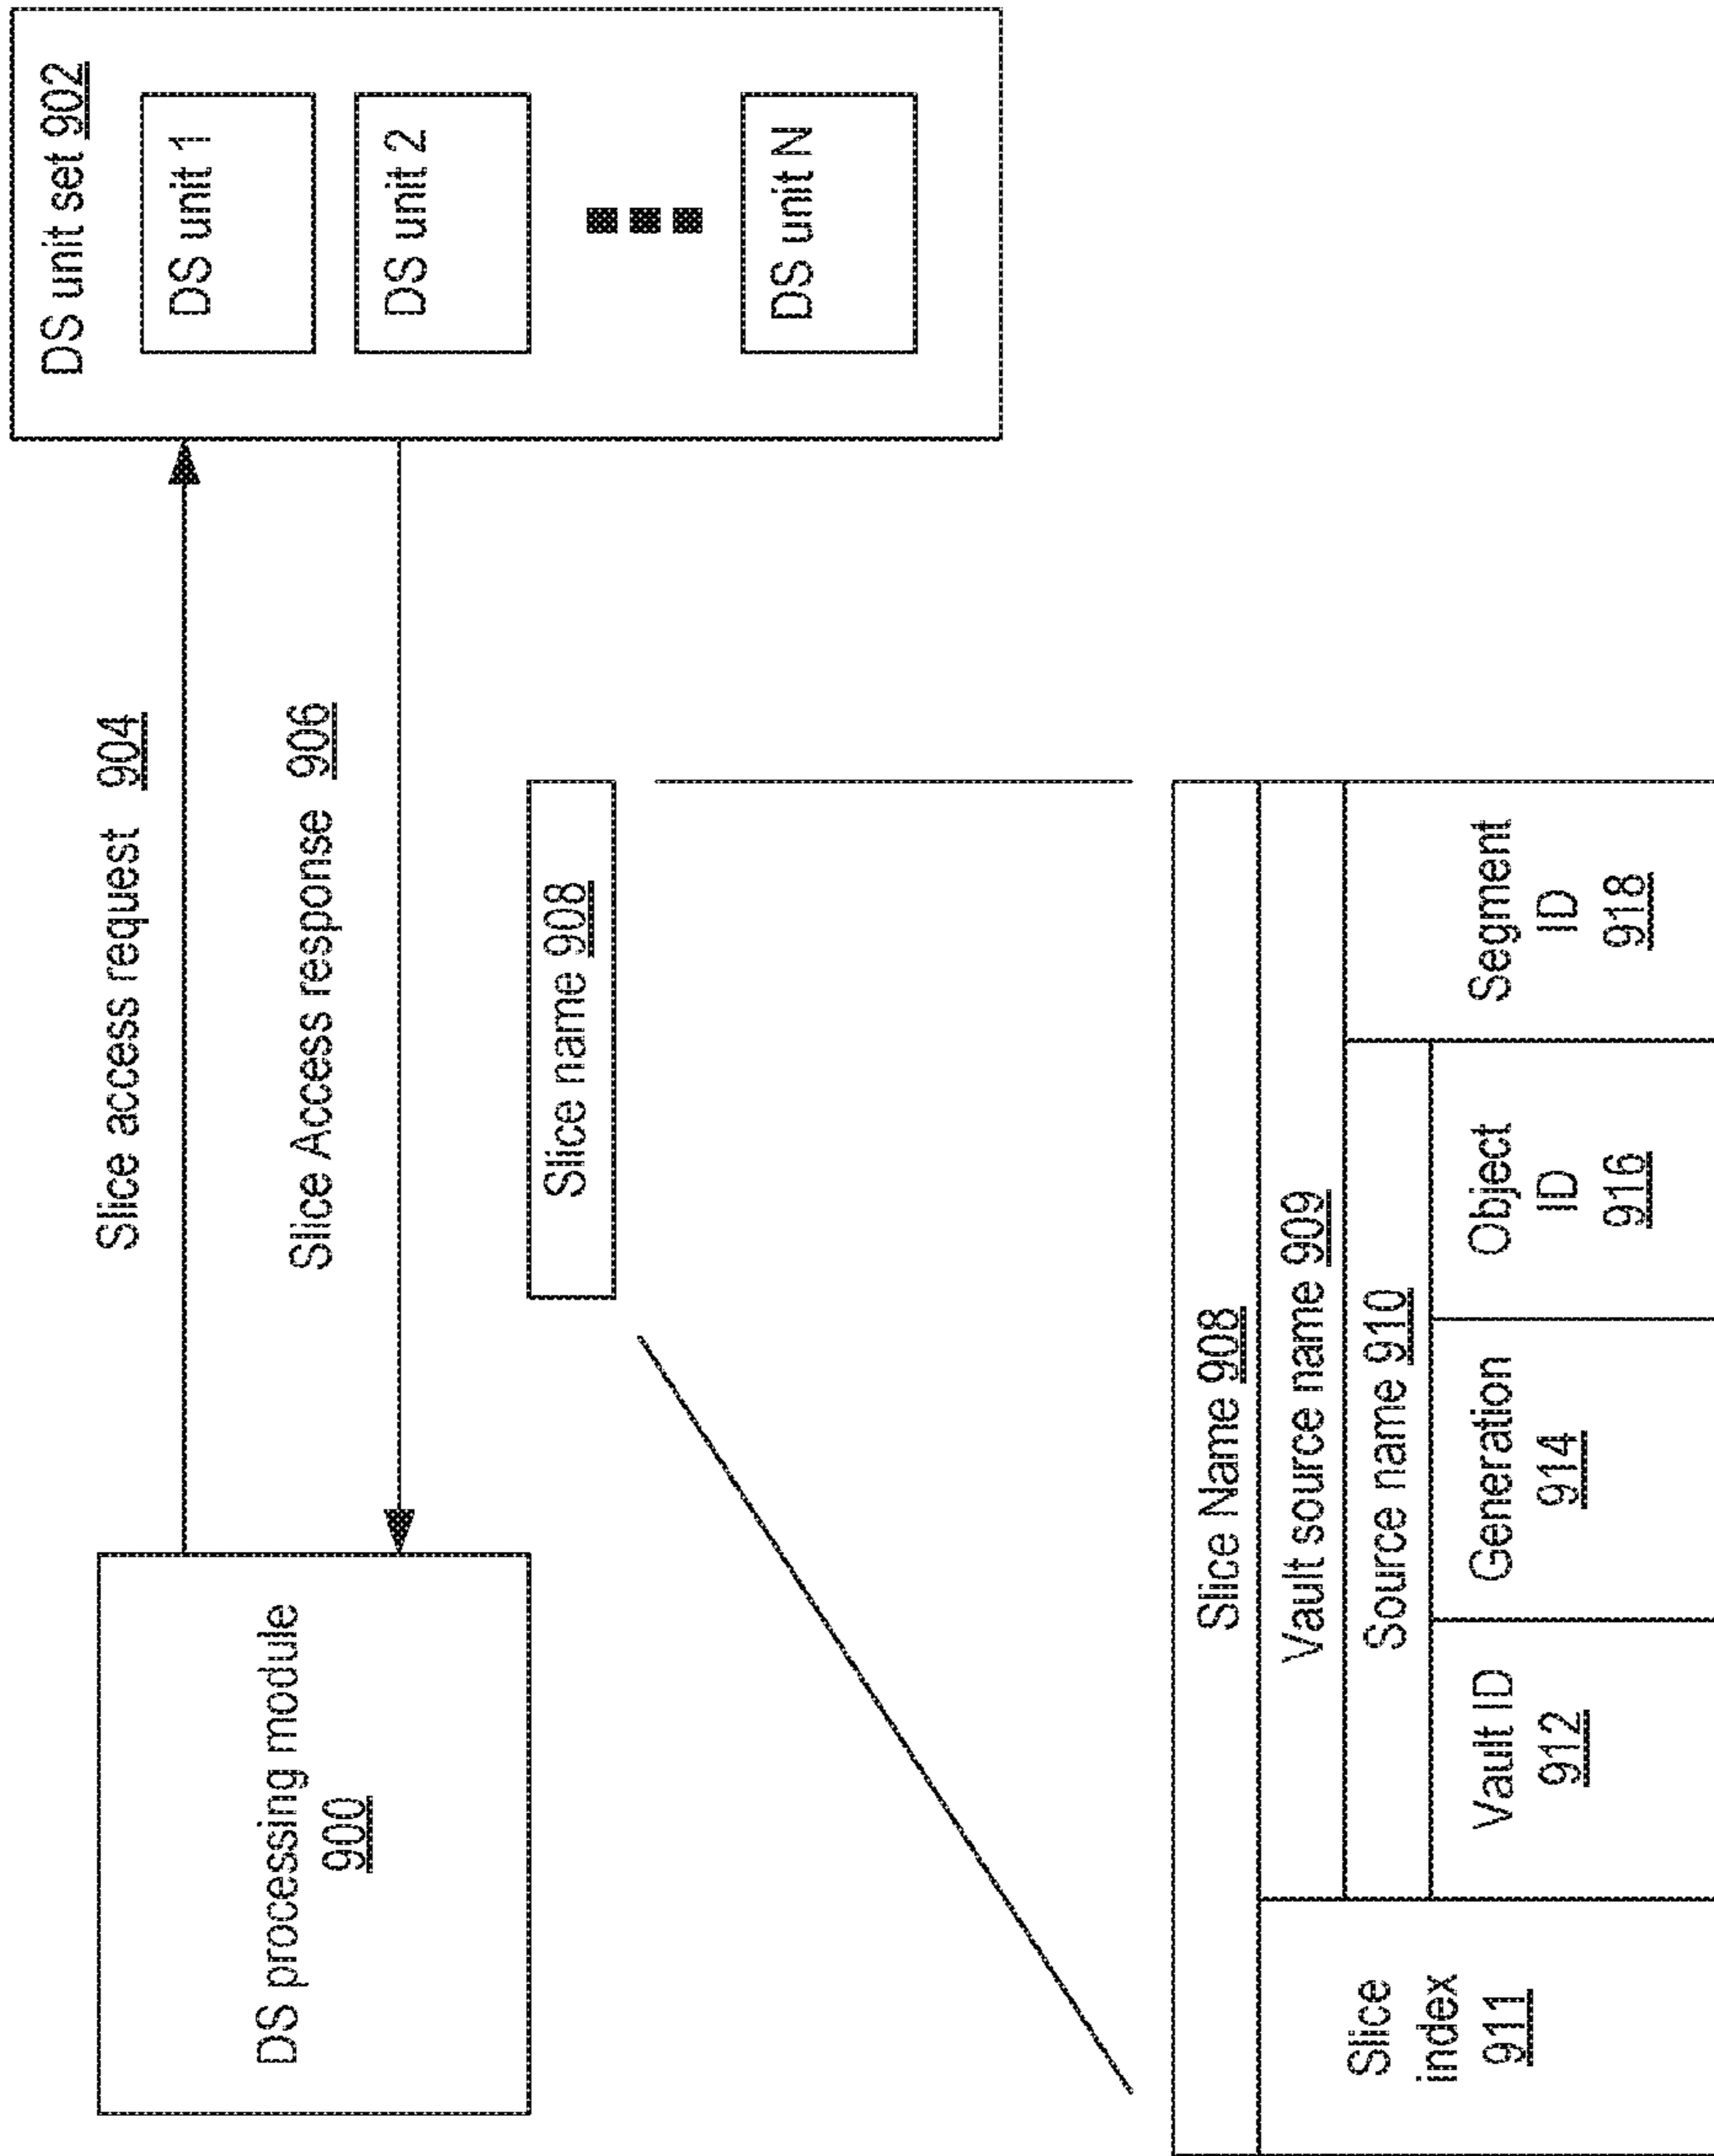 DS processing module
900
Slice access request 904
Slice Access response 906
DS unit set 902
DS unit 1
DS unit 2
DS unit N
Slice name 908
Slice Name 908
Vault source name 909
Source name 910
Slice
index
911
Vault ID
912
Generation
914
Object
ID
916
Segment
ID
918